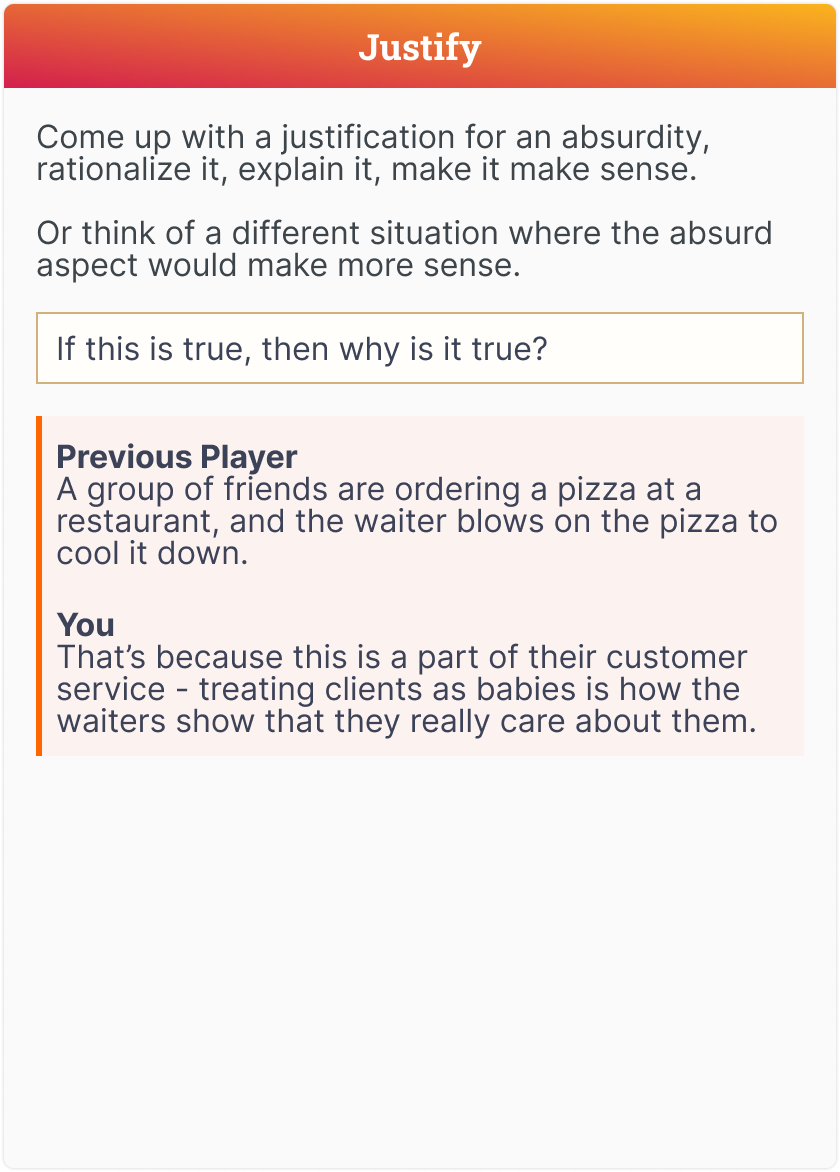 Justify
Come up with a justification for an absurdity,
rationalize it, explain it, make it make sense.
Or think of a different situation where the absurd
aspect would make more sense.
If this is true, then why is it true?
Previous Player
A group of friends are ordering a pizza at a
restaurant, and the waiter blows on the pizza to
cool it down.
You
That’s because this is a part of their customer
service - treating clients as babies is how the
waiters show that they really care about them.